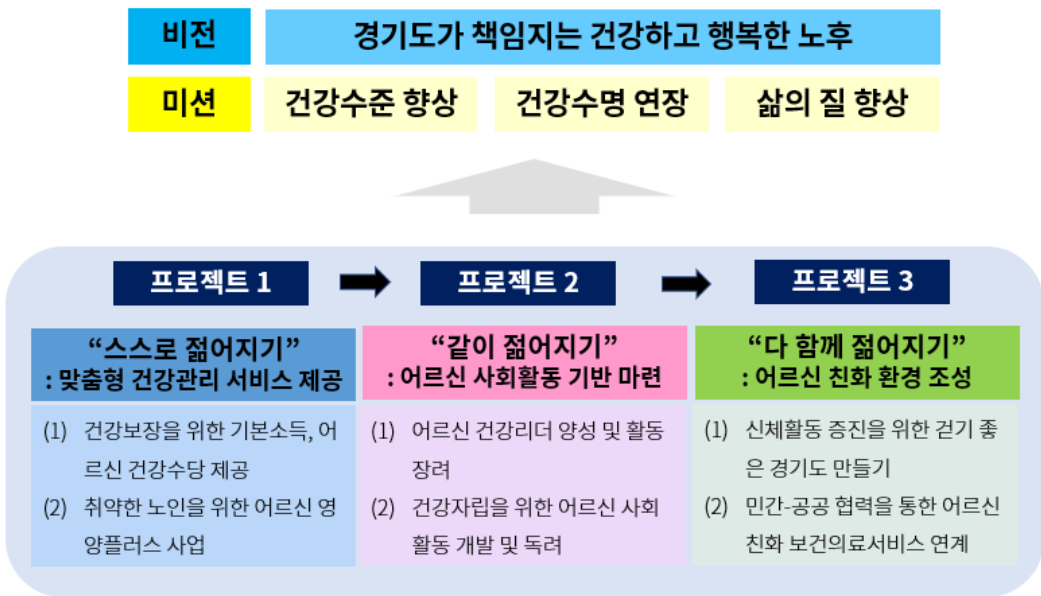 비전
경기도가 책임지는 건강하고 행복한 노후
미션
건강수준 향상
건강수명 연장
삶의 질 향상
프로젝트 1
프로젝트 2
프로젝트 3
“스스로 젊어지기”
: 맞춤형 건강관리 서비스 제공
(1) 건강보장을 위한 기본소득, 어
르신 건강수당 제공
(2) 취약한 노인을 위한 어르신 영
양플러스 사업
“같이 젊어지기”
: 어르신 사회활동 기반 마련
(1) 어르신 건강리더 양성 및 활동
장려
(2) 건강자립을 위한 어르신 사회
활동 개발 및 독려
“다 함께 젊어지기”
: 어르신 친화 환경 조성
(1) 신체활동 증진을 위한 걷기 좋
은 경기도 만들기
(2) 민간-공공 협력을 통한 어르신
친화 보건의료서비스 연계